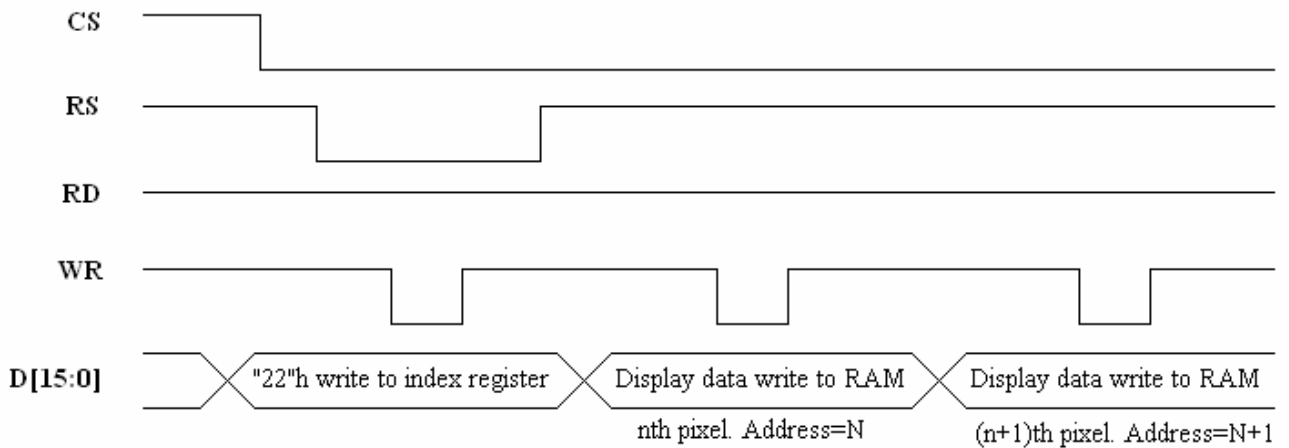 CS
RS
RD
WR
D[15:0]
"22"h write to index register
Display data write to RAM
Display data write to RAM
nth pixel. Address=N
(n+1)th pixel. Address=N+1